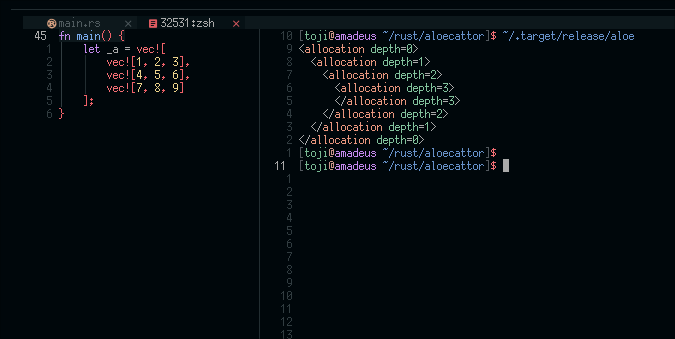 main.rs × 32531:zsh ×
45 fn main() {
1 let _a = vec![
2 vec![1, 2, 3],
3 vec![4, 5, 6],
4 vec![7, 8, 9]
5 ];
6 }
10 [toji@amadeus ~/rust/aloecattor]$ ~/.target/release/aloe
9 <allocation depth=0>
8 <allocation depth=1>
7 <allocation depth=2>
6 <allocation depth=3>
5 </allocation depth=3>
4 </allocation depth=2>
3 </allocation depth=1>
2 </allocation depth=0>
1 [toji@amadeus ~/rust/aloecattor]$
11 [toji@amadeus ~/rust/aloecattor]$
1
2
3
4
5
6
7
8
9
10
11
12
13